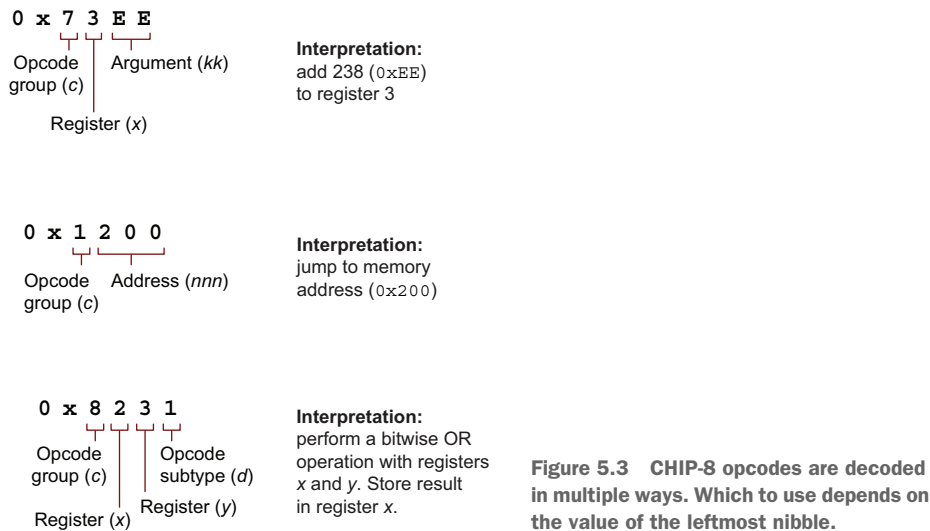 0 x 7 3 E E
Opcode
group (c)
Argument (kk)
Register (x)
Interpretation:
add 238 (0xEE)
to register 3
0 x 1 2 0 0
Opcode
group (c)
Address (nnn)
Interpretation:
jump to memory
address (0x200)
0 x 8 2 3 1
Opcode
group (c)
Opcode
subtype (d)
Register (x)
Register (y)
Interpretation:
perform a bitwise OR
operation with registers
x and y. Store result
in register x.
Figure 5.3 CHIP-8 opcodes are decoded
in multiple ways. Which to use depends on
the value of the leftmost nibble.